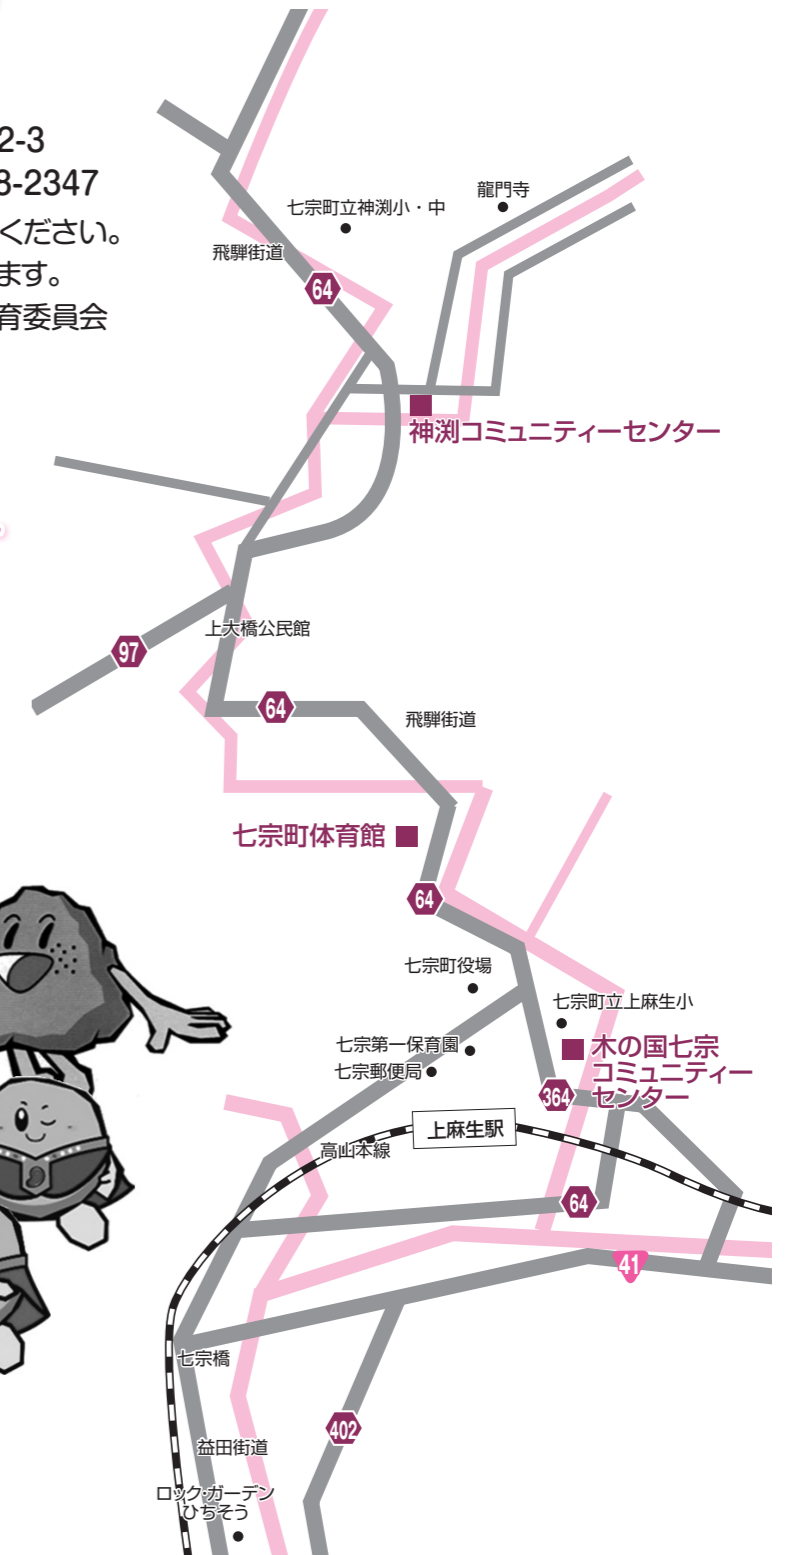 2-3
8-2347
ください。
ます。
育委員会
七宗町立神渕小・中
龍門寺
飛騨街道
64
神渕コミュニティーセンター
上大橋公民館
97
64
飛騨街道
七宗町体育館
64
七宗町役場
七宗町立上麻生小
七宗第一保育園
七宗郵便局
木の国七宗
コミュニティー
センター
364
上麻生駅
高山本線
64
41
七宗橋
402
益田街道
ロック・ガーデン
ひちそう